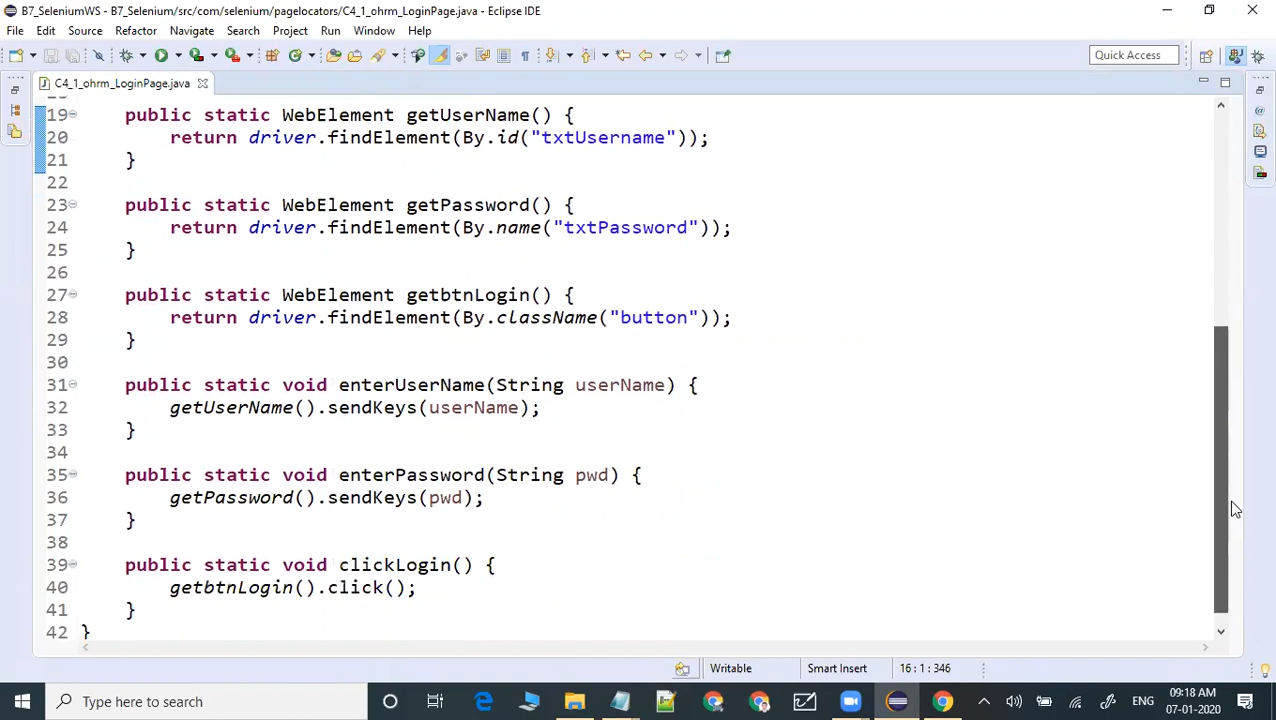 B7_SeleniumWS - B7_Selenium/src/com/selenium/pagelocators/C4_1_ohrm_LoginPage.java - Eclipse IDE
File Edit Source Refactor Navigate Search Project Run Window Help
Quick Access
C4_1_ohrm_LoginPage.java
19 public static WebElement getUserName() {
20 return driver.findElement(By.id("txtUsername"));
21 }
22
23 public static WebElement getPassword() {
24 return driver.findElement(By.name("txtPassword"));
25 }
26
27 public static WebElement getbtnLogin() {
28 return driver.findElement(By.className("button"));
29 }
30
31 public static void enterUserName(String userName) {
32 getUserName().sendKeys(userName);
33 }
34
35 public static void enterPassword(String pwd) {
36 getPassword().sendKeys(pwd);
37 }
38
39 public static void clickLogin() {
40 getbtnLogin().click();
41 }
42 }
Writable Smart Insert 16 : 1 : 346
Type here to search
ENG
09:18 AM
07-01-2020